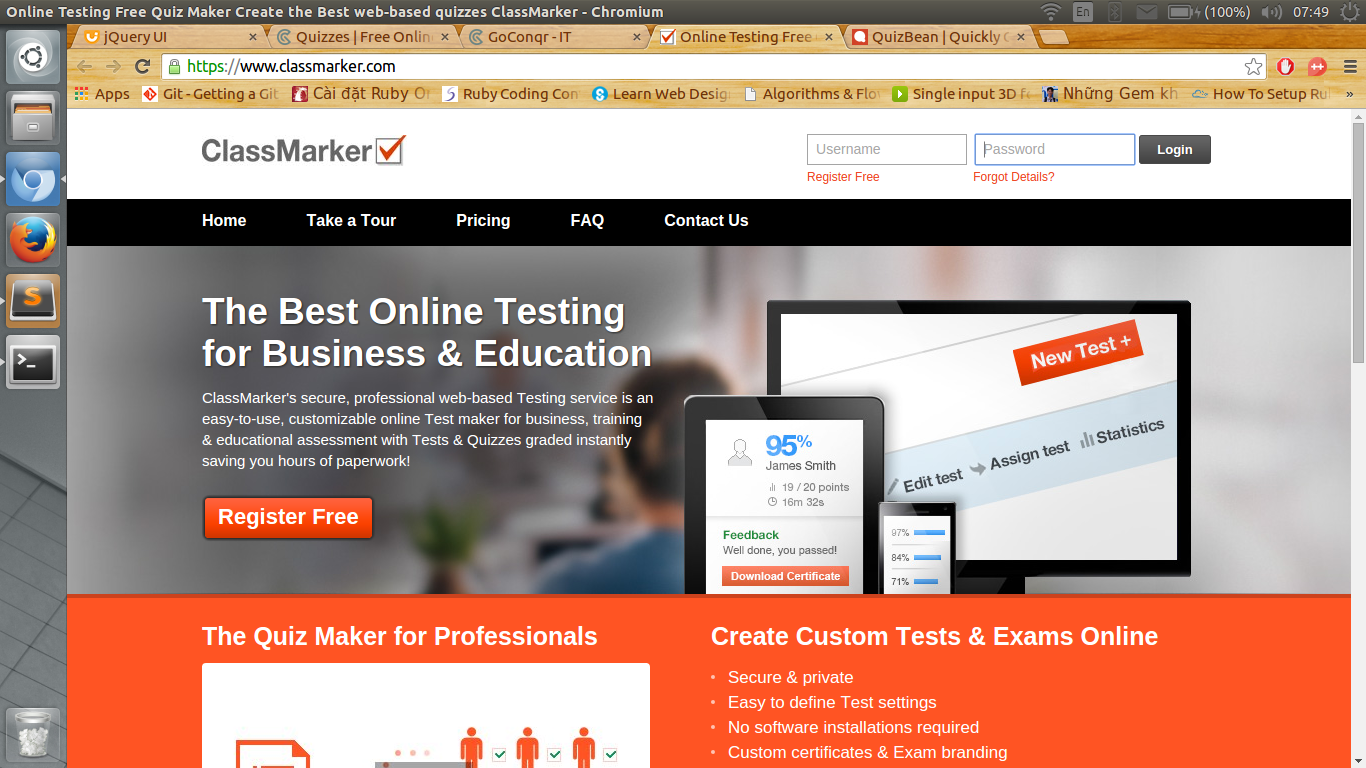 Online Testing Free Quiz Maker Create the Best web-based quizzes ClassMarker - Chromium
En
(100%)
07:49
jQuery UI
Quizzes | Free Onlin
GoConqr - IT
Online Testing Free
QuizBean | Quickly C
https://www.classmarker.com
Apps
Git - Getting a Git
Cài đặt Ruby On
Ruby Coding Con
Learn Web Desig
Algorithms & Flo
Single input 3D f
Những Gem kh
How To Setup Ru
»
ClassMarker
Username
Password
Login
Register Free
Forgot Details?
Home
Take a Tour
Pricing
FAQ
Contact Us
The Best Online Testing
for Business & Education
ClassMarker's secure, professional web-based Testing service is an
easy-to-use, customizable online Test maker for business, training
& educational assessment with Tests & Quizzes graded instantly
saving you hours of paperwork!
Register Free
New Test +
Edit test
Assign test
Statistics
95%
James Smith
19 / 20 points
16m 32s
Feedback
Well done, you passed!
Download Certificate
97%
84%
71%
The Quiz Maker for Professionals
Create Custom Tests & Exams Online
• Secure & private
• Easy to define Test settings
• No software installations required
• Custom certificates & Exam branding